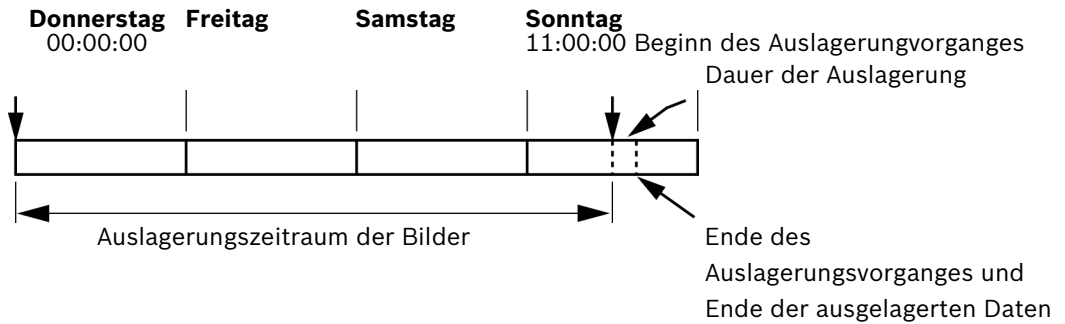 Donnerstag Freitag Samstag Sonntag
00:00:00 11:00:00 Beginn des Auslagerungvorganges
Dauer der Auslagerung
Auslagerungszeitraum der Bilder
Ende des
Auslagerungsvorganges und
Ende der ausgelagerten Daten